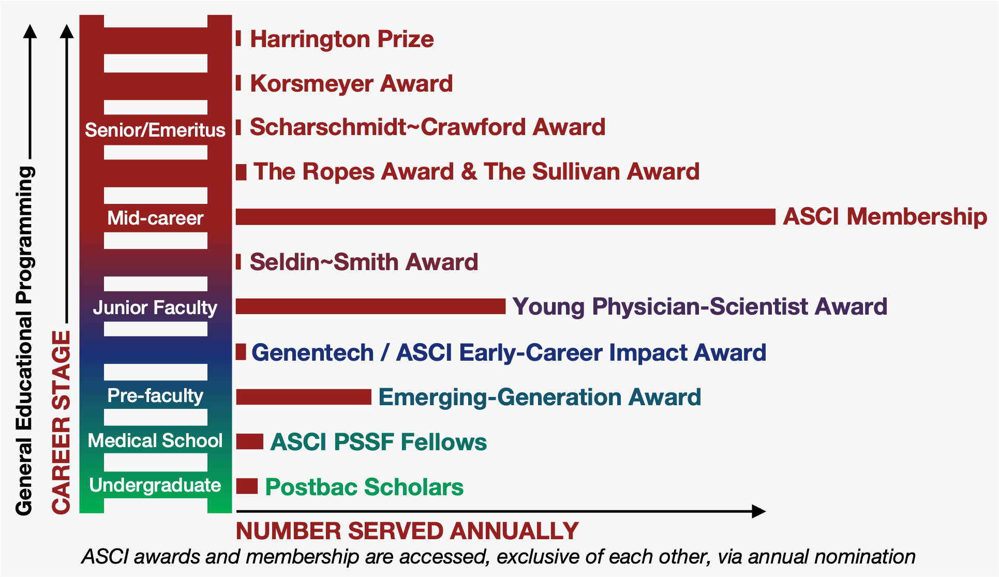 General Educational Programming
CAREER STAGE
Harrington Prize
Korsmeyer Award
Senior/Emeritus
Scharschmidt~Crawford Award
The Ropes Award & The Sullivan Award
Mid-career
ASCI Membership
Seldin~Smith Award
Junior Faculty
Young Physician-Scientist Award
Genentech / ASCI Early-Career Impact Award
Pre-faculty
Emerging-Generation Award
Medical School
ASCI PSSF Fellows
Undergraduate
Postbac Scholars
NUMBER SERVED ANNUALLY
ASCI awards and membership are accessed, exclusive of each other, via annual nomination